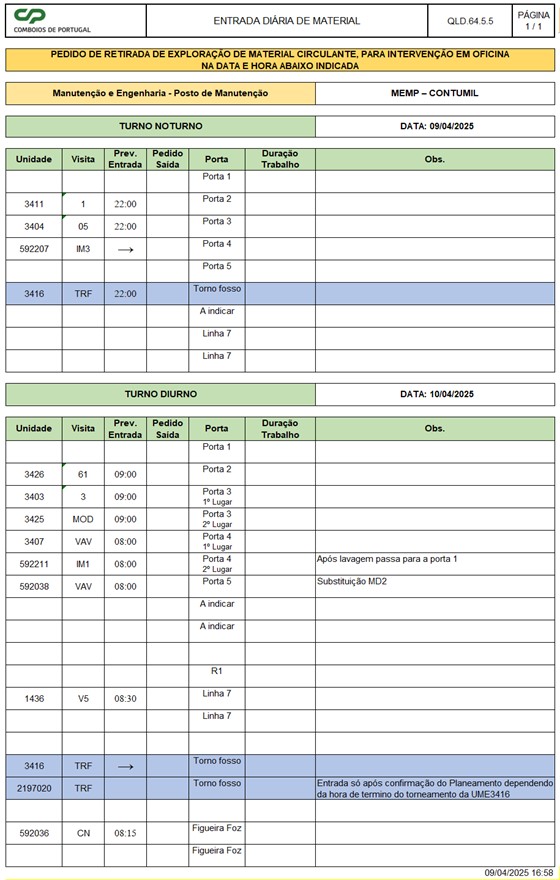 CP
COMBOIOS DE PORTUGAL
ENTRADA DIÁRIA DE MATERIAL
QLD.64.5.5
PÁGINA
1 / 1
PEDIDO DE RETIRADA DE EXPLORAÇÃO DE MATERIAL CIRCULANTE, PARA INTERVENÇÃO EM OFICINA
NA DATA E HORA ABAIXO INDICADA
Manutenção e Engenharia - Posto de Manutenção
MEMP – CONTUMIL
TURNO NOTURNO
DATA: 09/04/2025
Unidade Visita Prev. Entrada Pedido Saída Porta Duração Trabalho Obs.
Porta 1
3411 1 22:00 Porta 2
3404 05 22:00 Porta 3
592207 IM3 → Porta 4
Porta 5
3416 TRF 22:00 Torno fosso
A indicar
Linha 7
Linha 7
TURNO DIURNO
DATA: 10/04/2025
Unidade Visita Prev. Entrada Pedido Saída Porta Duração Trabalho Obs.
Porta 1
3426 61 09:00 Porta 2
3403 3 09:00 Porta 3 1º Lugar
3425 MOD 09:00 Porta 3 2º Lugar
3407 VAV 08:00 Porta 4 1º Lugar
592211 IM1 08:00 Porta 4 2º Lugar Após lavagem passa para a porta 1
592038 VAV 08:00 Porta 5 Substituição MD2
A indicar
A indicar
R1
1436 V5 08:30 Linha 7
Linha 7
3416 TRF → Torno fosso
2197020 TRF Torno fosso Entrada só após confirmação do Planeamento dependendo
da hora de termino do torneamento da UME3416
592036 CN 08:15 Figueira Foz
Figueira Foz
09/04/2025 16:58